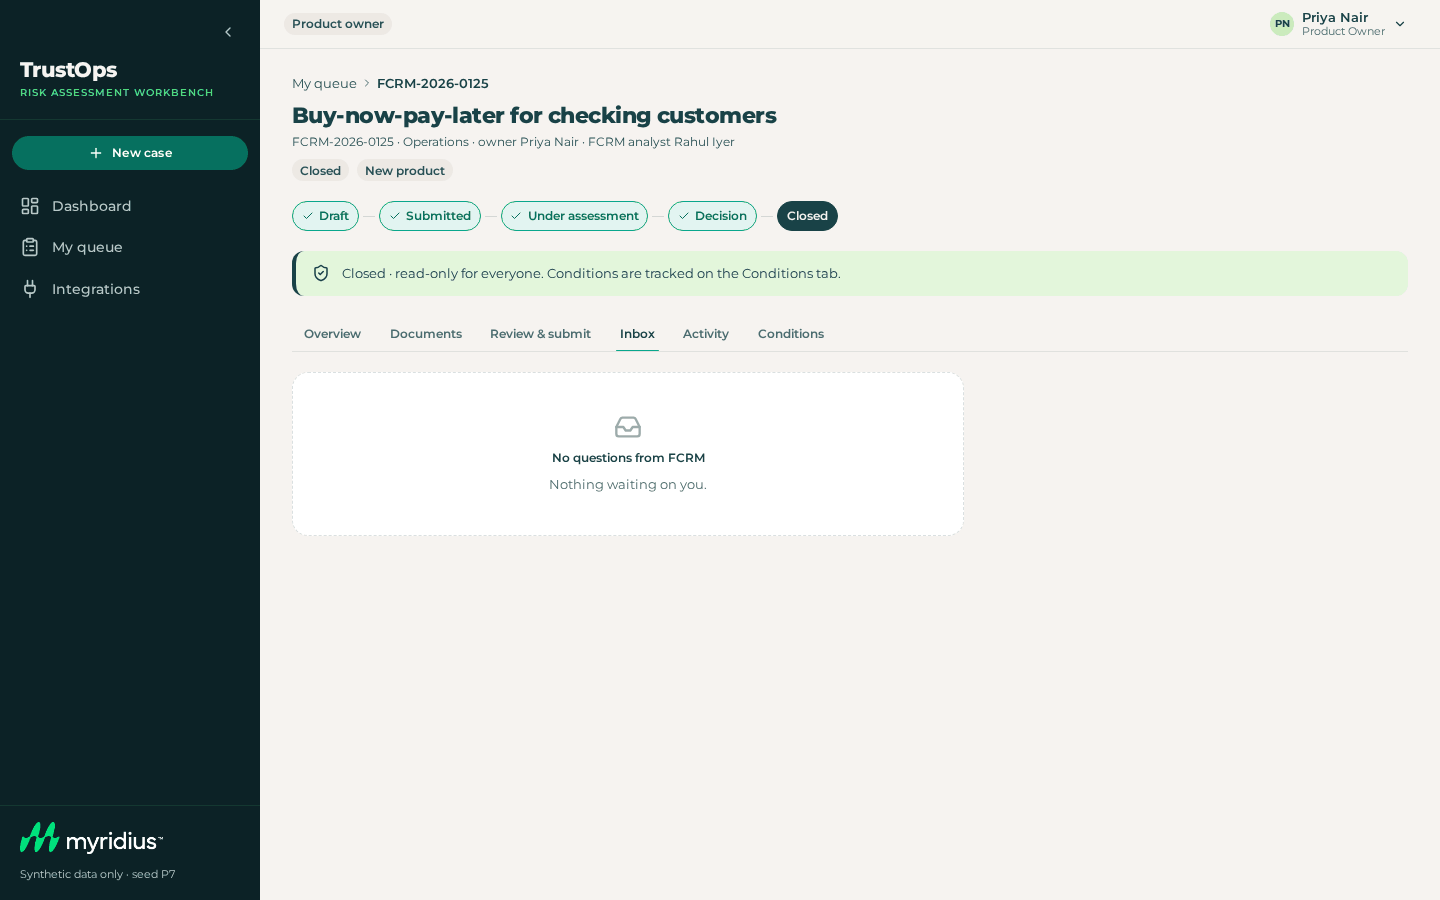 Product owner
PN
Priya Nair
Product Owner
TrustOps
RISK ASSESSMENT WORKBENCH
New case
Dashboard
My queue
Integrations
My queue > FCRM-2026-0125
Buy-now-pay-later for checking customers
FCRM-2026-0125 · Operations · owner Priya Nair · FCRM analyst Rahul Iyer
Closed New product
Draft Submitted Under assessment Decision Closed
Closed · read-only for everyone. Conditions are tracked on the Conditions tab.
Overview Documents Review & submit Inbox Activity Conditions
No questions from FCRM
Nothing waiting on you.
myridius™
Synthetic data only · seed P7